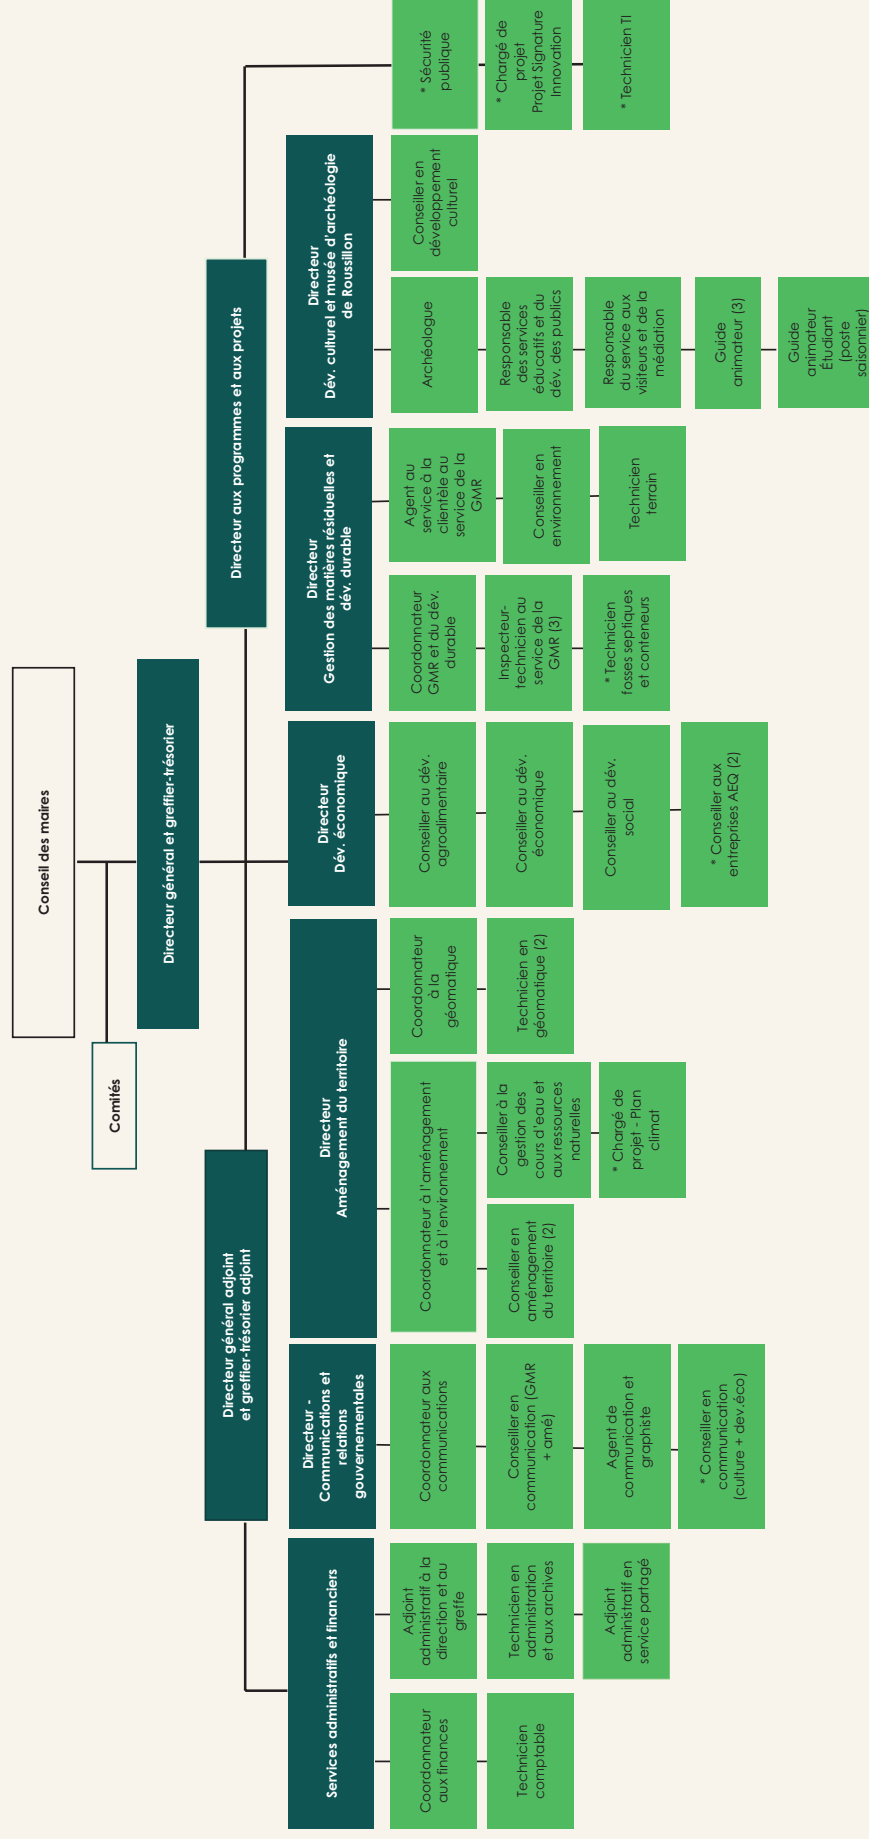 Conseil des maires
Comités
Directeur général et greffier-trésorier
Directeur général adjoint
et greffier-trésorier adjoint
Directeur aux programmes et aux projets
Services administratifs et financiers
Coordonnateur
aux finances
Technicien
comptable
Adjoint
administratif à la
direction et au
greffe
Technicien en
administration
et aux archives
Adjoint
administratif en
service partagé
Directeur -
Communications et
relations
gouvernementales
Coordonnateur aux
communications
Conseiller en
communication (GMR
+ amé)
Agent de
communication et
graphiste
* Conseiller en
communication
(culture + dev.éco)
Directeur
Aménagement du territoire
Coordonnateur à l'aménagement
et à l'environnement
Conseiller en
aménagement
du territoire (2)
Conseiller à la
gestion des
cours d'eau et
aux ressources
naturelles
* Chargé de
projet - Plan
climat
Coordonnateur
à la
géomatique
Technicien en
géomatique (2)
Directeur
Dév. économique
Conseiller au dév.
agroalimentaire
Conseiller au dév.
économique
Conseiller au dév.
social
* Conseiller aux
entreprises AEQ (2)
Directeur
Gestion des matières résiduelles et
dév. durable
Coordonnateur
GMR et du dév.
durable
Inspecteur-
technicien au
service de la
GMR (3)
* Technicien
fosses septiques
et conteneurs
Agent au
service à la
clientèle au
service de la
GMR
Conseiller en
environnement
Technicien
terrain
Directeur
Dév. culturel et musée d'archéologie
de Roussillon
Archéologue
Responsable
des services
éducatifs et du
dév. des publics
Responsable
du service aux
visiteurs et de la
médiation
Guide
animateur (3)
Guide
animateur
Étudiant
(poste
saisonnier)
Conseiller en
développement
culturel
* Sécurité
publique
* Chargé de
projet
Projet Signature
Innovation
* Technicien TI